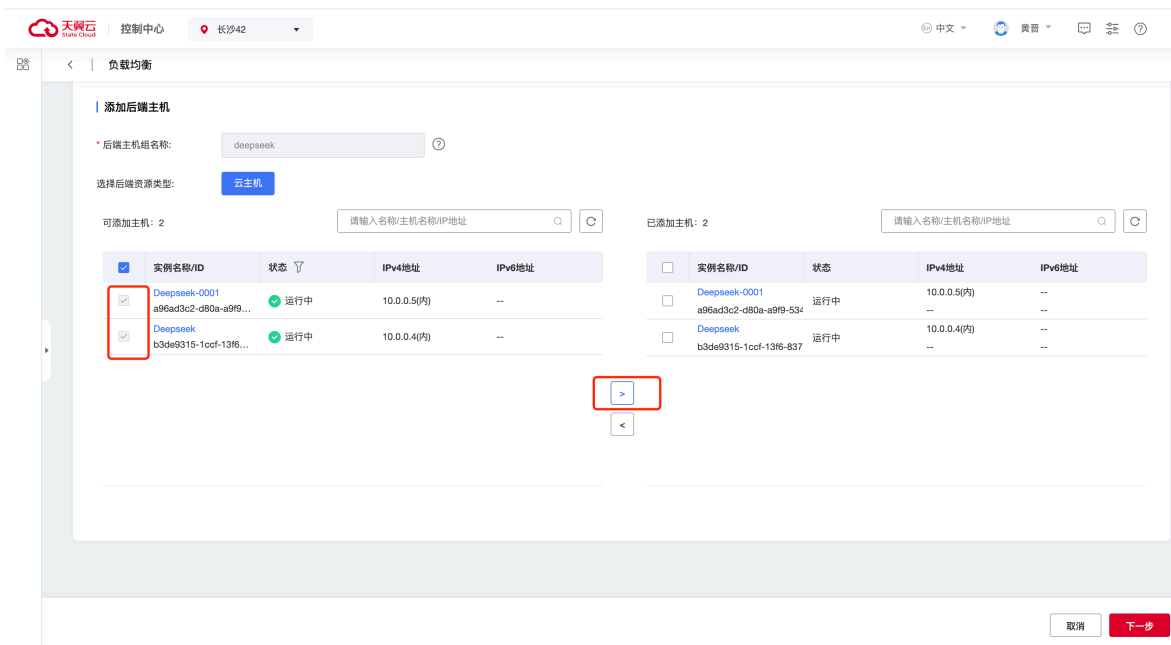 天翼云
State Cloud
控制中心
长沙42
En 中文
黄晋
负载均衡
添加后端主机
* 后端主机组名称:
deepseek
选择后端资源类型:
云主机
可添加主机: 2
请输入名称/主机名称/IP地址
实例名称/ID 状态 IPv4地址 IPv6地址
Deepseek-0001
a96ad3c2-d80a-a9f9...
运行中 10.0.0.5(内) --
Deepseek
b3de9315-1ccf-13f6...
运行中 10.0.0.4(内) --
>
<
已添加主机: 2
请输入名称/主机名称/IP地址
实例名称/ID 状态 IPv4地址 IPv6地址
Deepseek-0001 10.0.0.5(内) --
运行中
a96ad3c2-d80a-a9f9-534 -- --
Deepseek 10.0.0.4(内) --
运行中
b3de9315-1ccf-13f6-837 -- --
取消
下一步